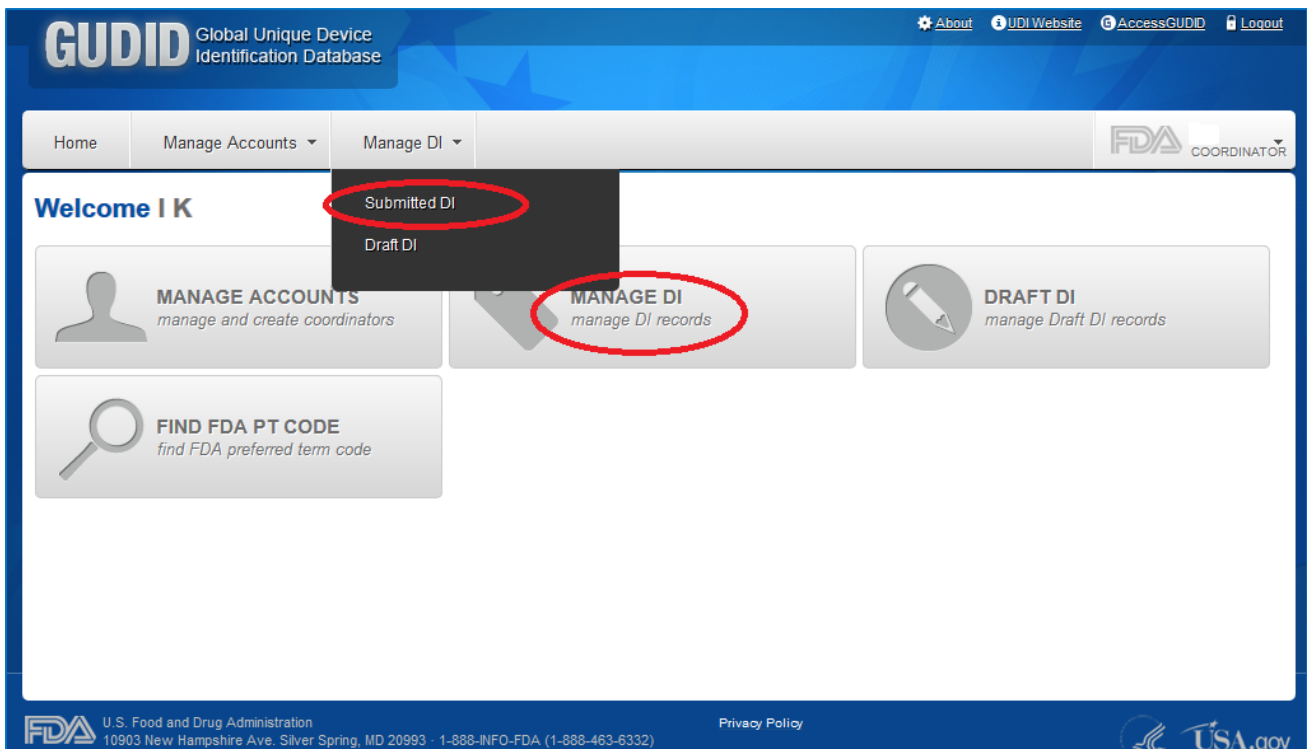 GUDID Global Unique Device
Identification Database
About UDI Website AccessGUDID Logout
Home Manage Accounts Manage DI
FDA COORDINATOR
Submitted DI
Draft DI
Welcome I K
MANAGE ACCOUNTS
manage and create coordinators
MANAGE DI
manage DI records
DRAFT DI
manage Draft DI records
FIND FDA PT CODE
find FDA preferred term code
FDA U.S. Food and Drug Administration
10903 New Hampshire Ave. Silver Spring, MD 20993 · 1-888-INFO-FDA (1-888-463-6332)
Privacy Policy
USA.gov